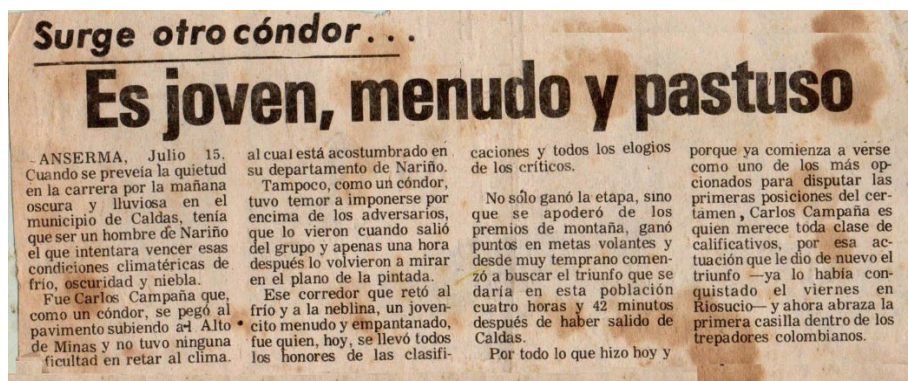 Surge otro cóndor...
Es joven, menudo y pastuso
ANSERMA, Julio 15.
Cuando se preveía la quietud
en la carrera por la mañana
oscura y lluviosa en el
municipio de Caldas, tenía
que ser un hombre de Nariño
el que intentara vencer esas
condiciones climatéricas de
frío, oscuridad y niebla.
Fue Carlos Campaña que,
como un cóndor, se pegó al
pavimento subiendo al Alto
de Minas y no tuvo ninguna
ficultad en retar al clima.
al cual está acostumbrado en
su departamento de Nariño.
Tampoco, como un cóndor,
tuvo temor a imponerse por
encima de los adversarios,
que lo vieron cuando salió
del grupo y apenas una hora
después lo volvieron a mirar
en el plano de la pintada.
Ese corredor que retó al
frío y a la neblina, un joven-
cito menudo y empantanado,
fue quien, hoy, se llevó todos
los honores de las clasifi-
caciones y todos los elogios
de los críticos.
No sólo ganó la etapa, sino
que se apoderó de los
premios de montaña, ganó
puntos en metas volantes y
desde muy temprano comen-
zó a buscar el triunfo que se
daría en esta población
cuatro horas y 42 minutos
después de haber salido de
Caldas.
Por todo lo que hizo hoy y
porque ya comienza a verse
como uno de los más op-
cionados para disputar las
primeras posiciones del cer-
tamen, Carlos Campaña es
quien merece toda clase de
calificativos, por esa ac-
tuación que le dio de nuevo el
triunfo —ya lo había con-
quistado el viernes en
Riosucio— y ahora abraza la
primera casilla dentro de los
trepadores colombianos.